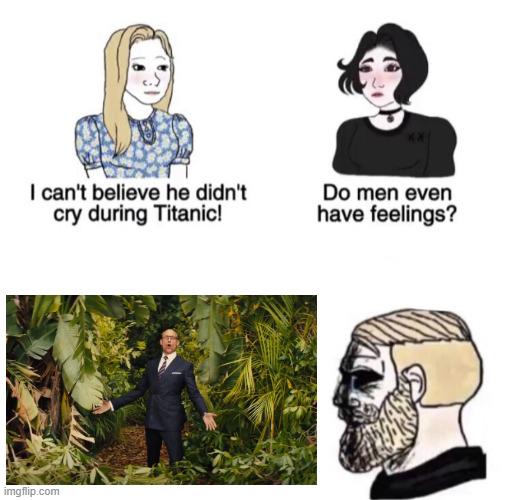 I can't believe he didn't
cry during Titanic!
Do men even
have feelings?
imgflip.com